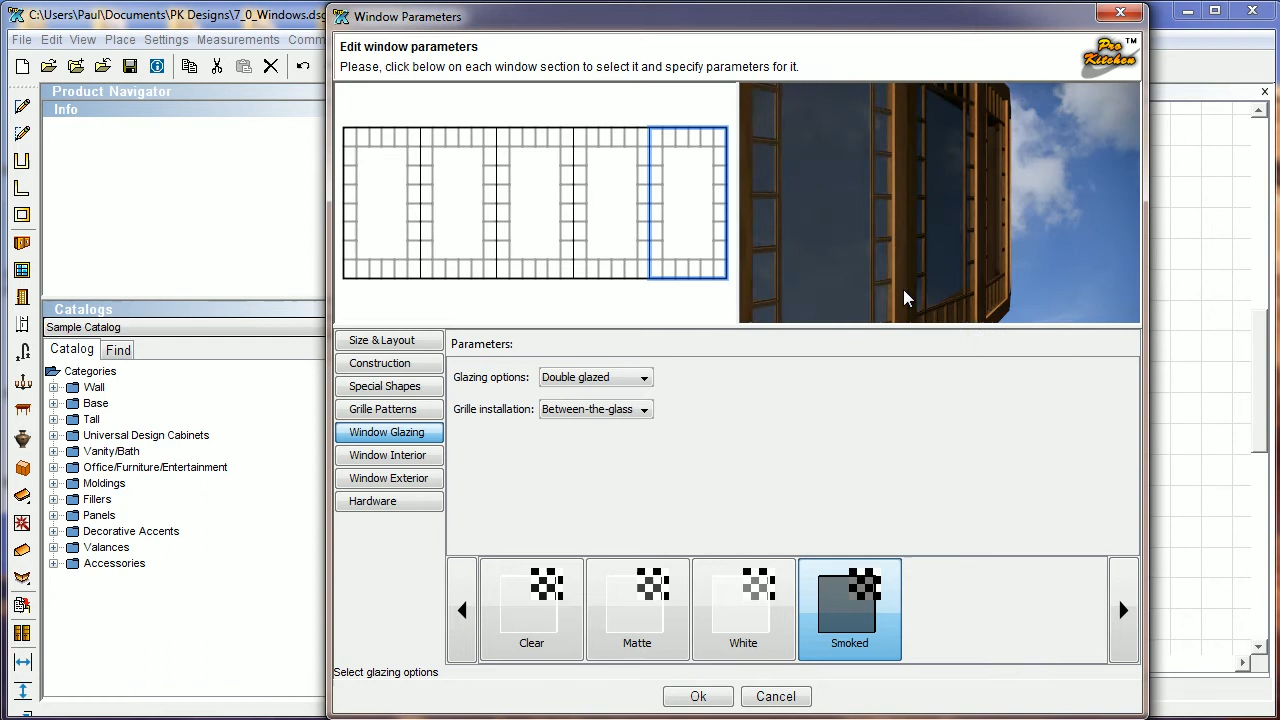 C:\Users\Paul\Documents\PK Designs\7_0_Windows.dsg
Window Parameters
File Edit View Place Settings Measurements Comm
Edit window parameters
Please, click below on each window section to select it and specify parameters for it.
Pro Kitchen™
Product Navigator
Info
Catalogs
Sample Catalog
Catalog Find
Categories
Wall
Base
Tall
Universal Design Cabinets
Vanity/Bath
Office/Furniture/Entertainment
Moldings
Fillers
Panels
Decorative Accents
Valances
Accessories
Size & Layout
Construction
Special Shapes
Grille Patterns
Window Glazing
Window Interior
Window Exterior
Hardware
Parameters:
Glazing options: Double glazed
Grille installation: Between-the-glass
Clear
Matte
White
Smoked
Select glazing options
Ok
Cancel